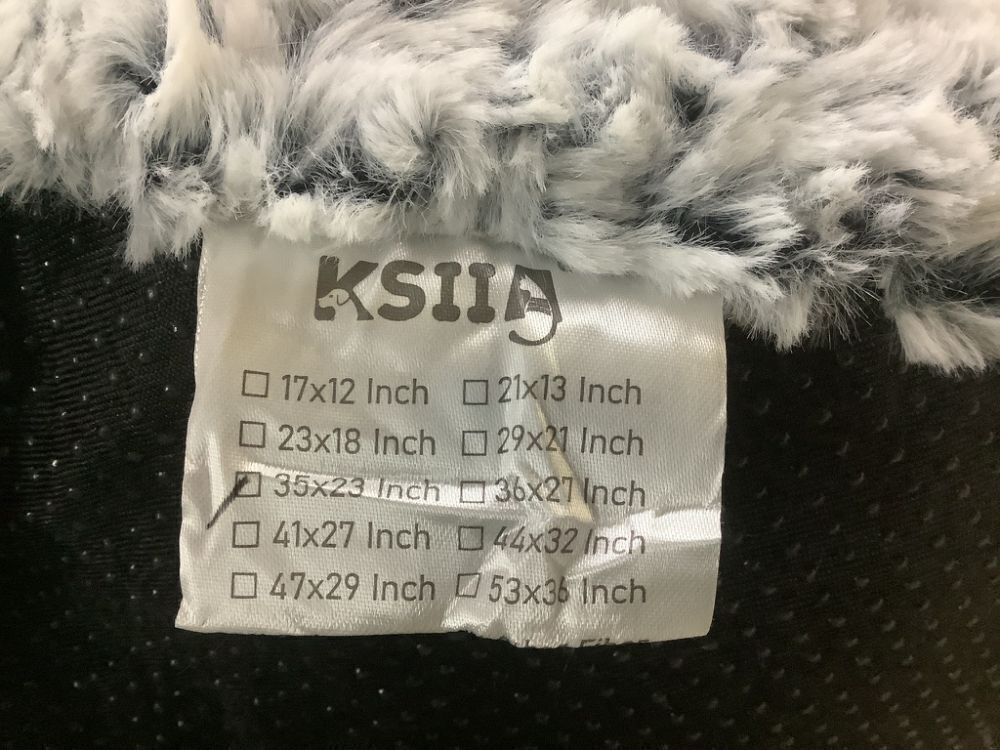 KSIIA
☐ 17x12 Inch ☐ 21x13 Inch
☐ 23x18 Inch ☐ 29x21 Inch
☑ 35x23 Inch ☐ 36x27 Inch
☐ 41x27 Inch ☐ 44x32 Inch
☐ 47x29 Inch ☐ 53x36 Inch